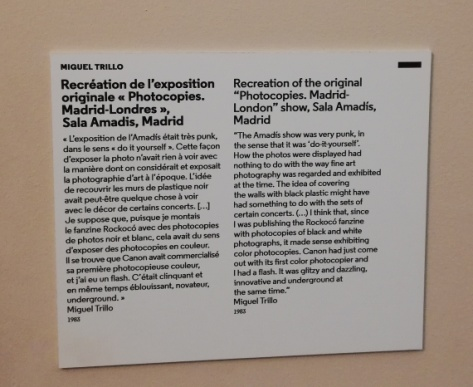 MIGUEL TRILLO
Recréation de l'exposition
originale « Photocopies.
Madrid-Londres »,
Sala Amadis, Madrid
« L'exposition de l'Amadís était très punk,
dans le sens « do it yourself ». Cette façon
d'exposer la photo n'avait rien à voir avec
la manière dont on considérait et exposait
la photographie d'art à l'époque. L'idée
de recouvrir les murs de plastique noir
avait peut-être quelque chose à voir
avec le décor de certains concerts. [...]
Je suppose que, puisque je montais
le fanzine Rockocó avec des photocopies
de photos noir et blanc, cela avait du sens
d'exposer des photocopies en couleur.
Il se trouve que Canon avait commercialisé
sa première photocopieuse couleur,
et j'ai eu un flash. C'était clinquant et
en même temps éblouissant, novateur,
underground. »
Miguel Trillo
1983
Recreation of the original
"Photocopies. Madrid-
London" show, Sala Amadís,
Madrid
"The Amadís show was very punk, in
the sense that it was 'do-it-yourself'.
How the photos were displayed had
nothing to do with the way fine art
photography was regarded and exhibited
at the time. The idea of covering
the walls with black plastic might have
had something to do with the sets of
certain concerts. (...) I think that, since
I was publishing the Rockocó fanzine
with photocopies of black and white
photographs, it made sense exhibiting
color photocopies. Canon had just come
out with its first color photocopier and
I had a flash. It was glitzy and dazzling,
innovative and underground at
the same time."
Miguel Trillo
1983